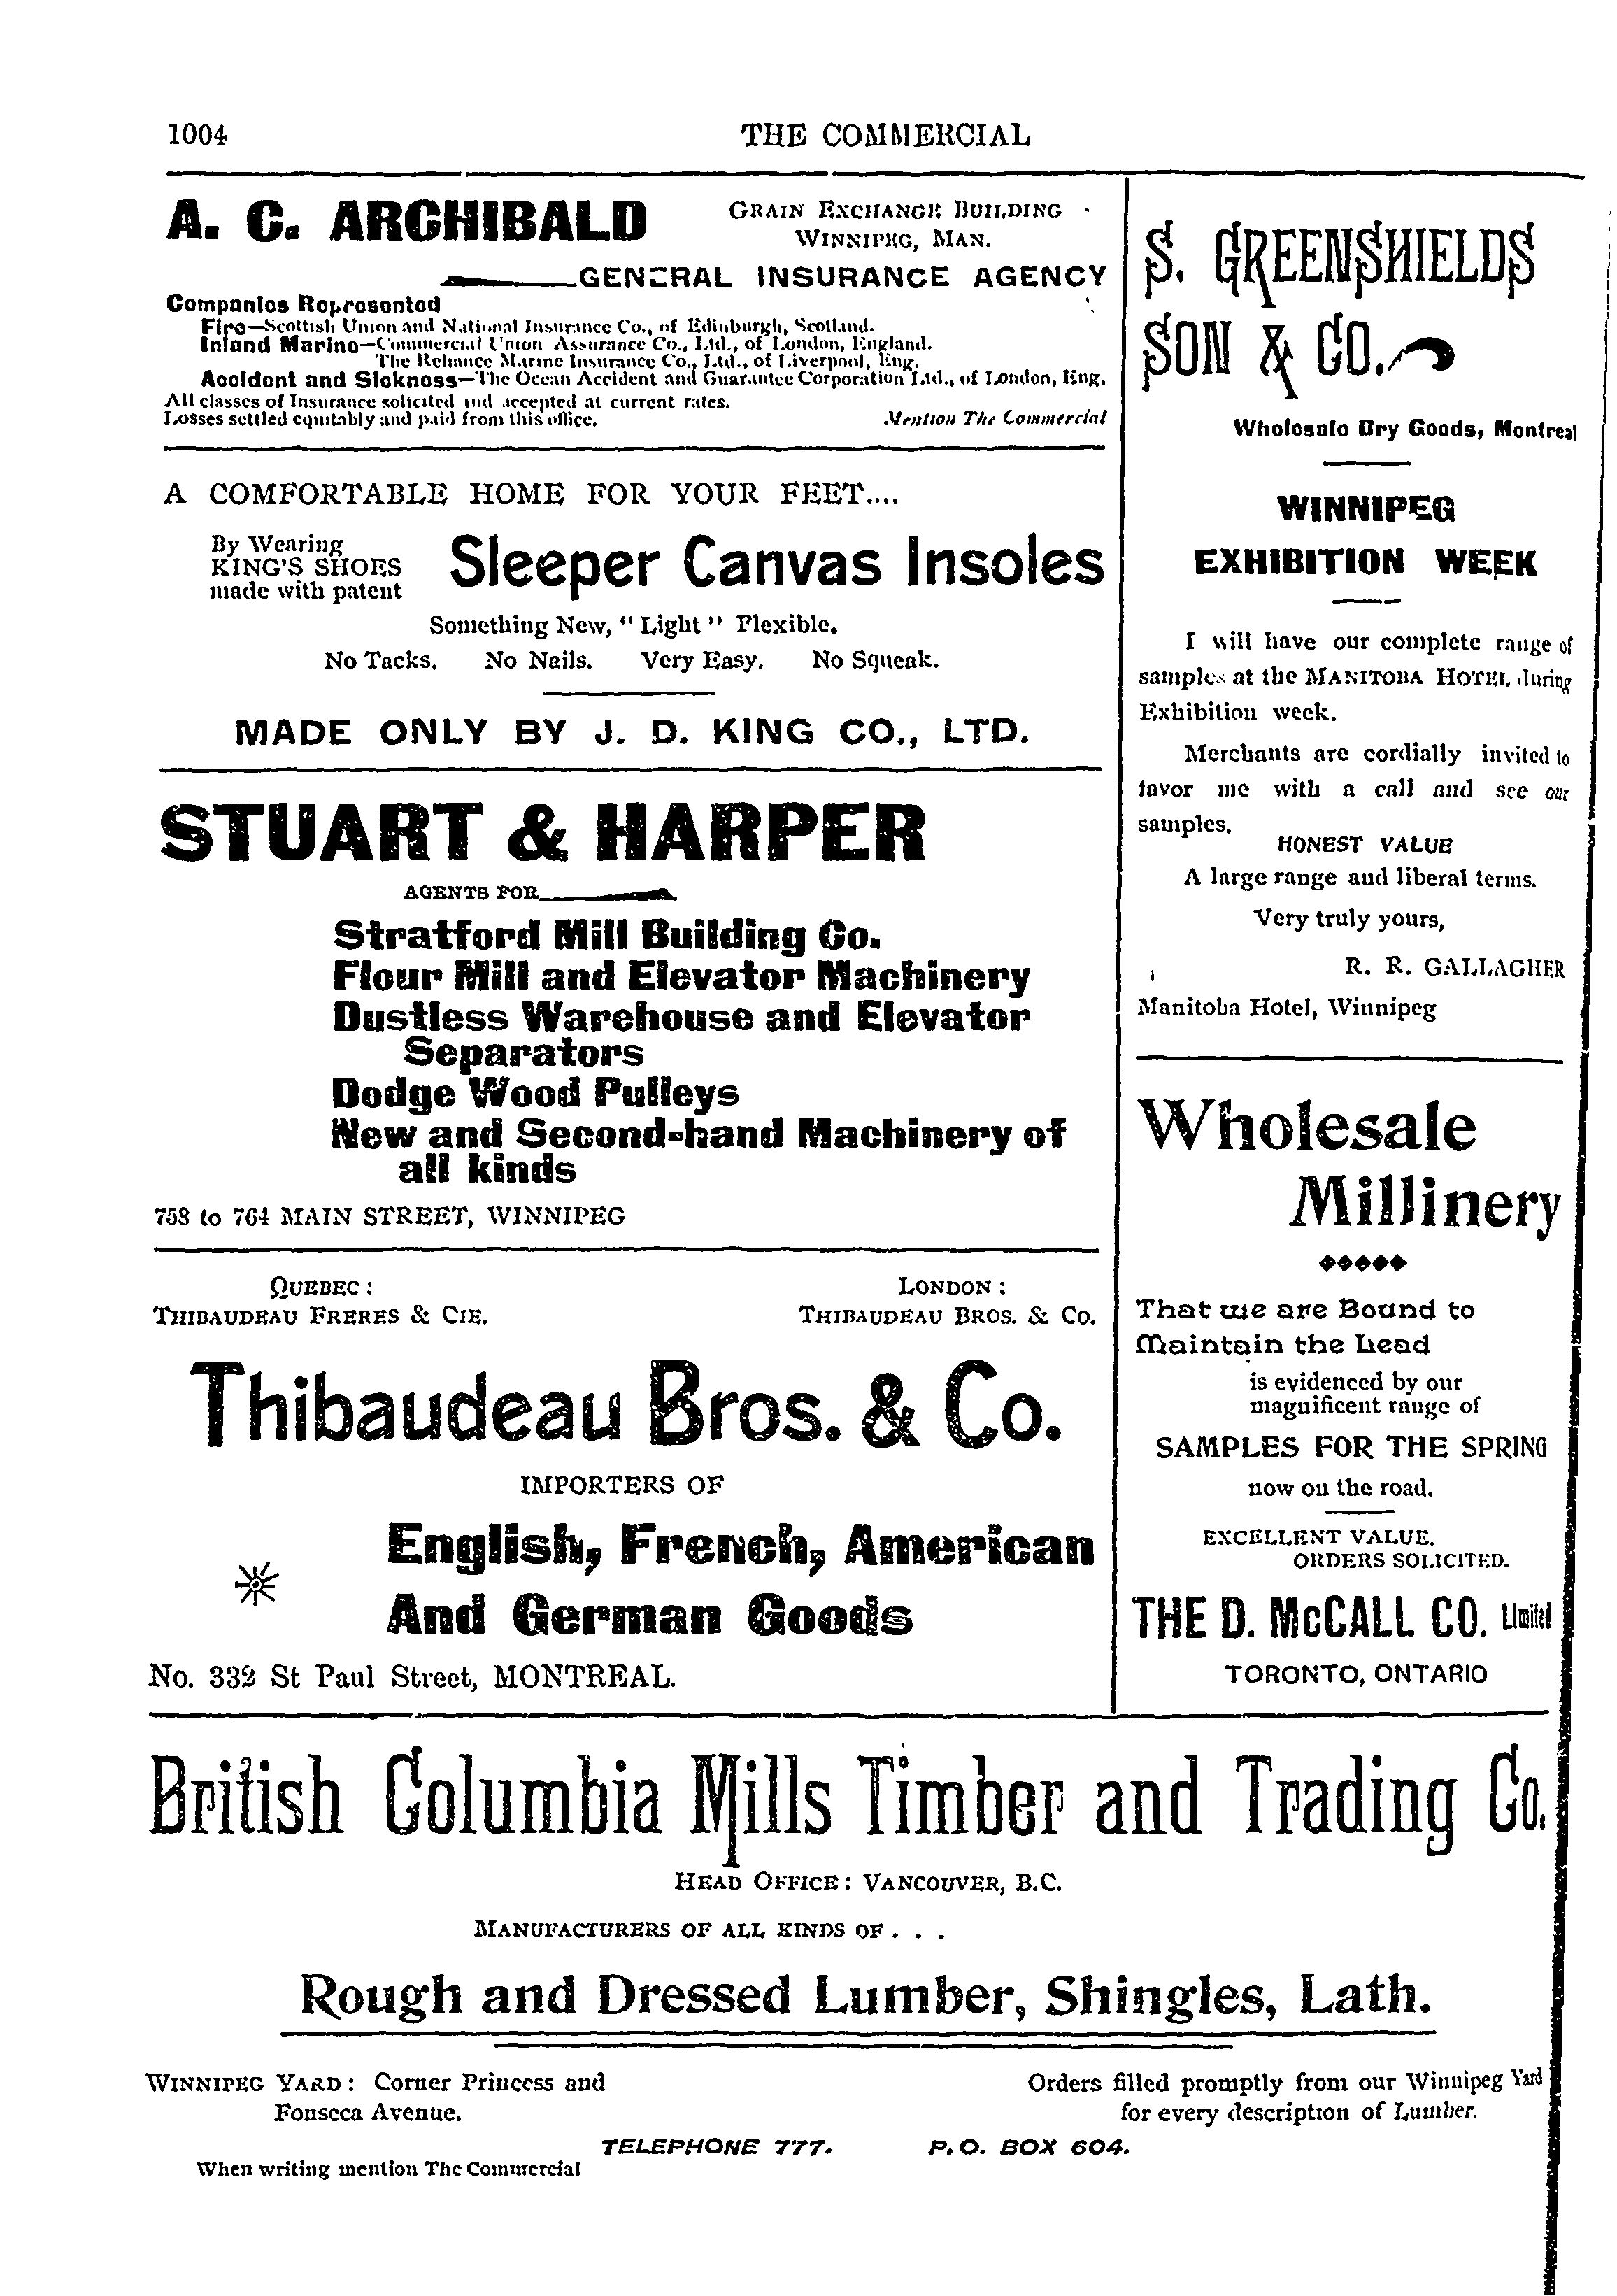 1004
THE COMMERCIAL
A. C. ARCHIBALD
GRAIN EXCHANGE BUILDING
WINNIPEG, MAN.
GENERAL INSURANCE AGENCY
Companies Represented
Fire—Scottish Union and National Insurance Co., of Edinburgh, Scotland.
Inland Marine—Commercial Union Assurance Co., Ltd., of London, England.
The Reliance Marine Insurance Co., Ltd., of Liverpool, Eng.
Accident and Sickness—The Ocean Accident and Guarantee Corporation Ltd., of London, Eng.
All classes of Insurance solicited and accepted at current rates.
Losses settled equitably and paid from this office.
Mention The Commercial
A COMFORTABLE HOME FOR YOUR FEET....
By Wearing
KING'S SHOES
made with patent
Sleeper Canvas Insoles
Something New, "Light" Flexible.
No Tacks. No Nails. Very Easy. No Squeak.
MADE ONLY BY J. D. KING CO., LTD.
STUART & HARPER
AGENTS FOR
Stratford Mill Building Co.
Flour Mill and Elevator Machinery
Dustless Warehouse and Elevator
Separators
Dodge Wood Pulleys
New and Second-hand Machinery of
all kinds
758 to 764 MAIN STREET, WINNIPEG
QUEBEC:
THIBAUDEAU FRERES & CIE.
LONDON:
THIBAUDEAU BROS. & CO.
Thibaudeau Bros. & Co.
IMPORTERS OF
English, French, American
And German Goods
No. 332 St Paul Street, MONTREAL.
S. GREENSHIELDS
SON & CO.
Wholesale Dry Goods, Montreal
WINNIPEG
EXHIBITION WEEK
I will have our complete range of
samples at the MANITOBA HOTEL during
Exhibition week.
Merchants are cordially invited to
favor me with a call and see our
samples.
HONEST VALUE
A large range and liberal terms.
Very truly yours,
R. R. GALLAGHER
Manitoba Hotel, Winnipeg
Wholesale
Millinery
That we are Bound to
Maintain the Lead
is evidenced by our
magnificent range of
SAMPLES FOR THE SPRING
now on the road.
EXCELLENT VALUE.
ORDERS SOLICITED.
THE D. McCALL CO. Limited
TORONTO, ONTARIO
British Columbia Mills Timber and Trading Co.
HEAD OFFICE: VANCOUVER, B.C.
MANUFACTURERS OF ALL KINDS OF . . .
Rough and Dressed Lumber, Shingles, Lath.
WINNIPEG YARD: Corner Princess and
Fonseca Avenue.
Orders filled promptly from our Winnipeg Yard
for every description of Lumber.
TELEPHONE 777. P.O. BOX 604.
When writing mention The Commercial